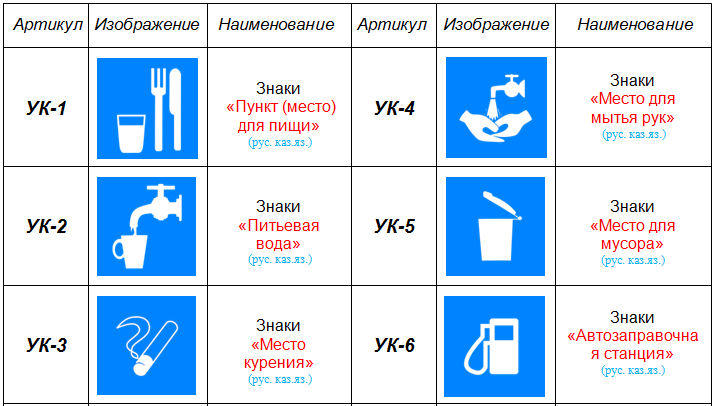 Артикул Изображение Наименование Артикул Изображение Наименование
УК-1
Знаки
«Пункт (место)
для пищи»
(рус. каз.яз.)
УК-4
Знаки
«Место для
мытья рук»
(рус. каз.яз.)
УК-2
Знаки
«Питьевая
вода»
(рус. каз.яз.)
УК-5
Знаки
«Место для
мусора»
(рус. каз.яз.)
УК-3
Знаки
«Место
курения»
(рус. каз.яз.)
УК-6
Знаки
«Автозаправочна
я станция»
(рус. каз.яз.)